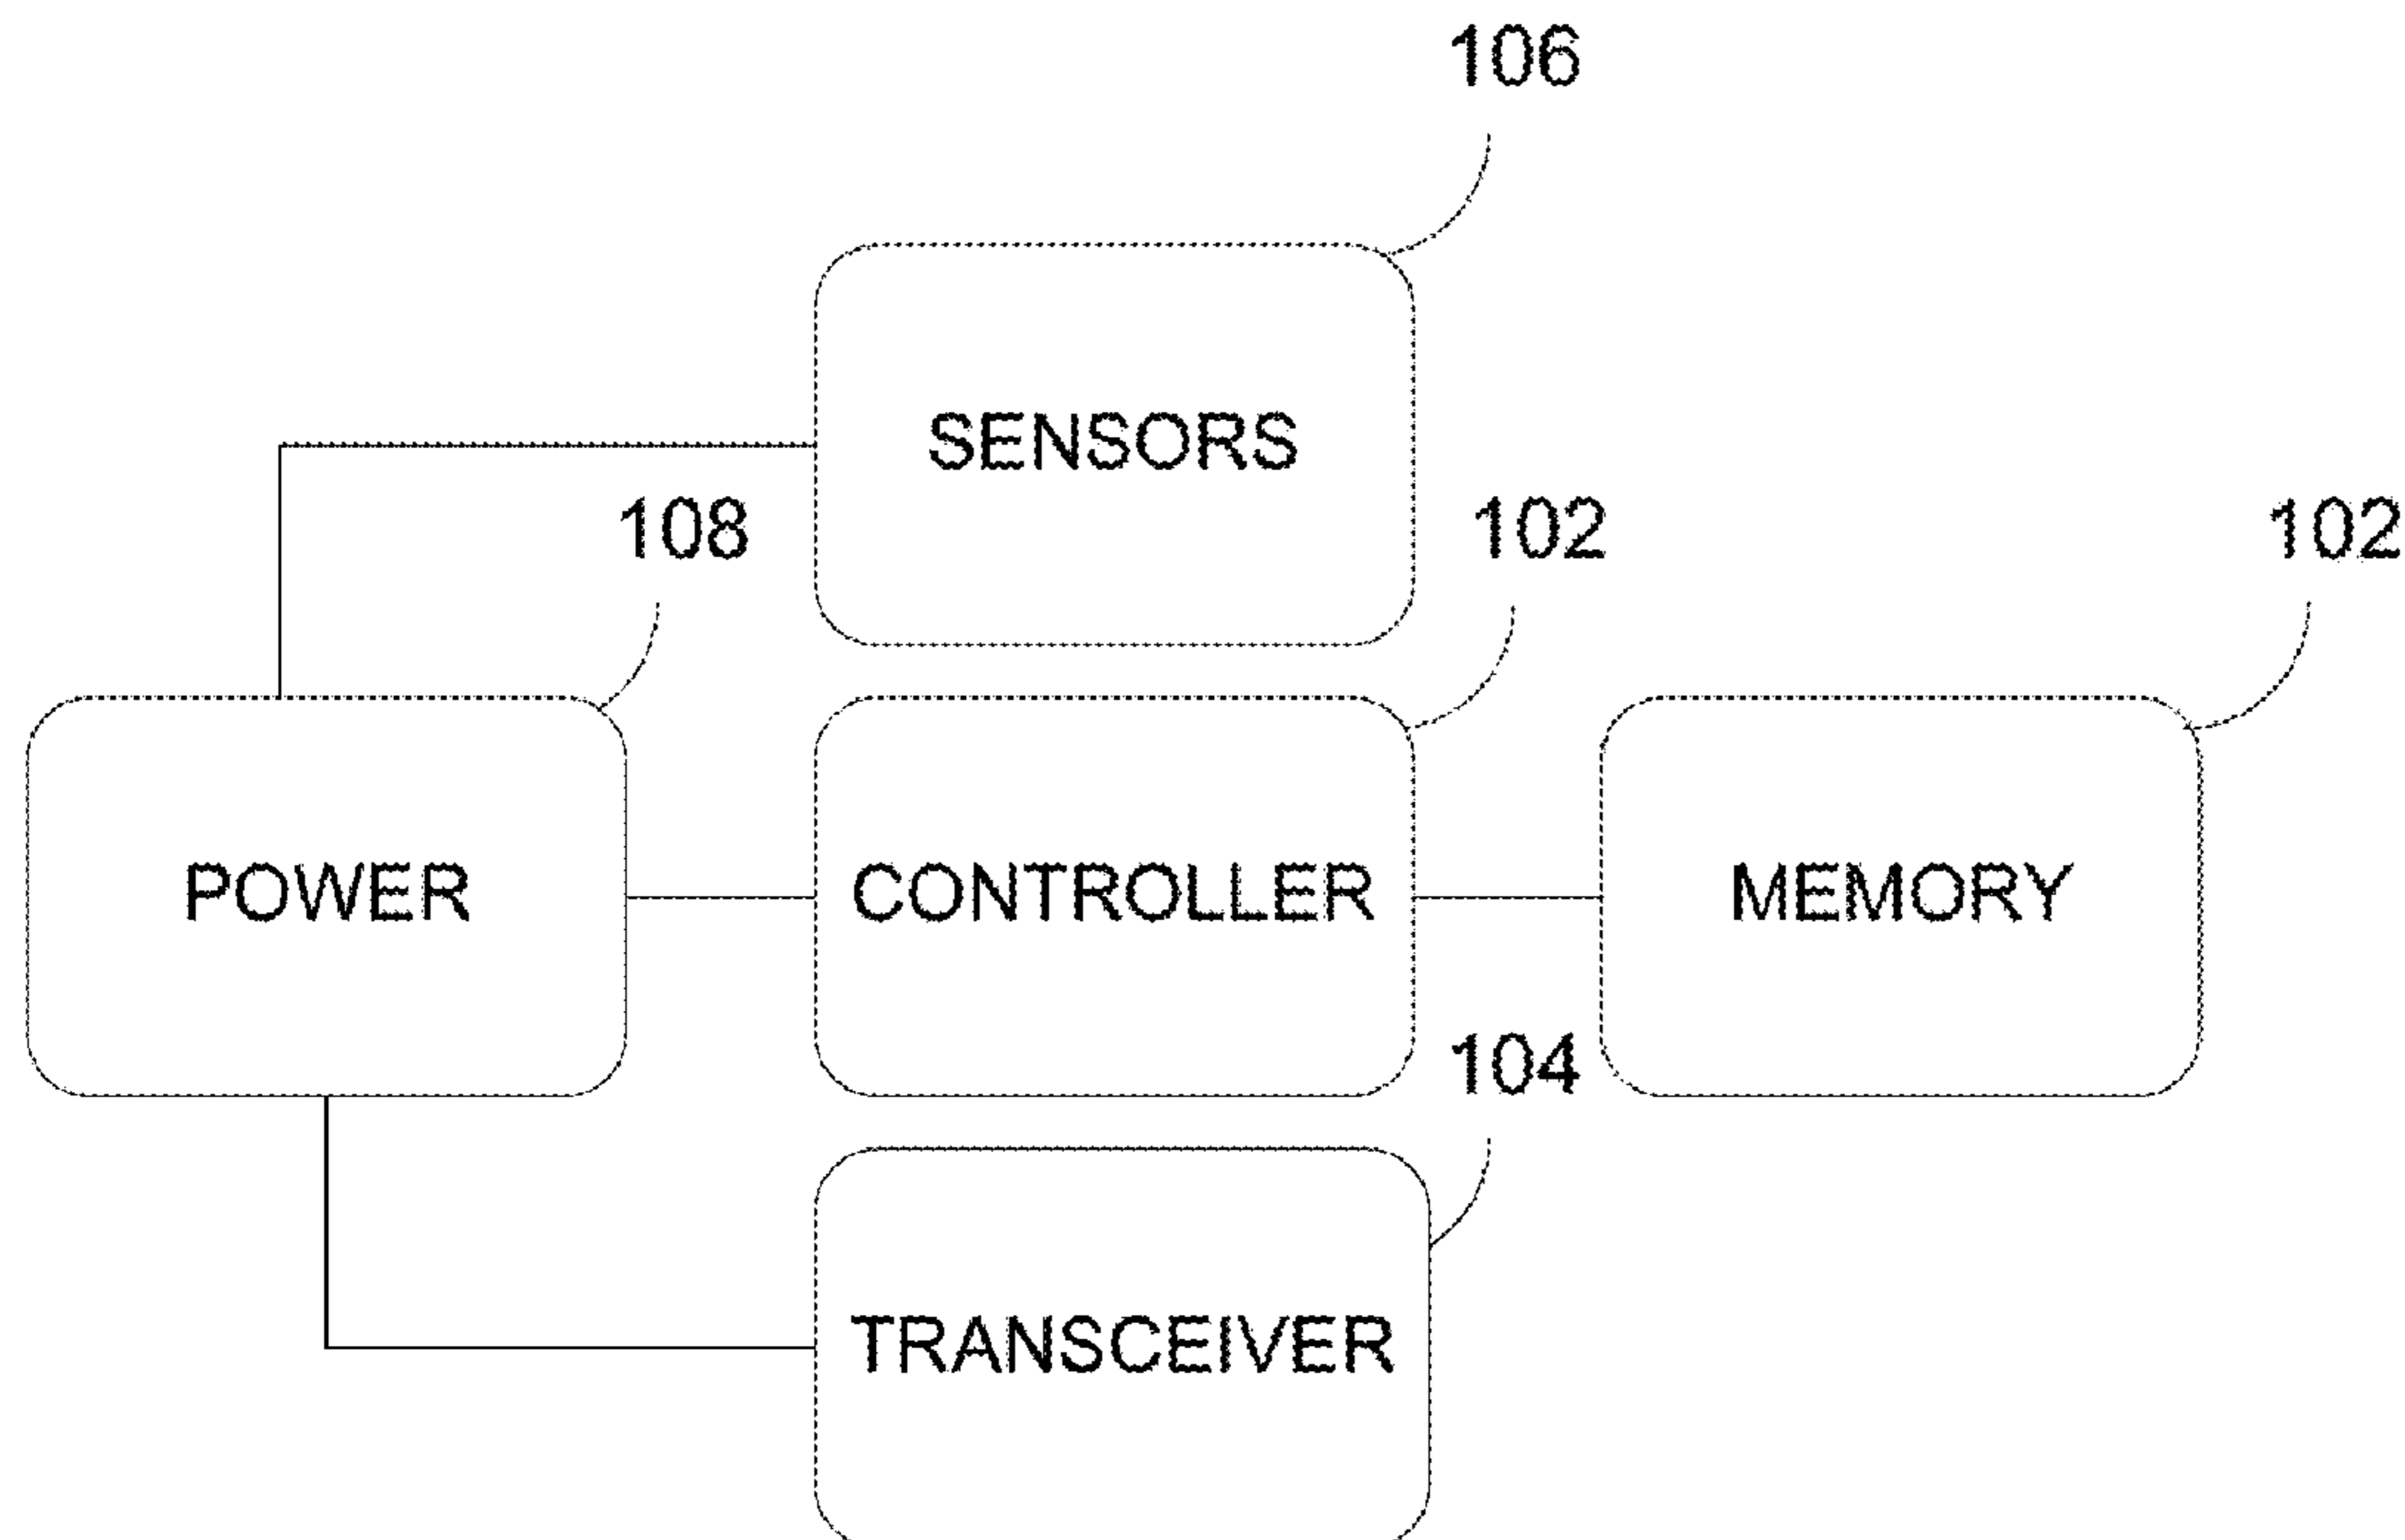 106
SENSORS
108
102
102
POWER
CONTROLLER
MEMORY
104
TRANSCEIVER